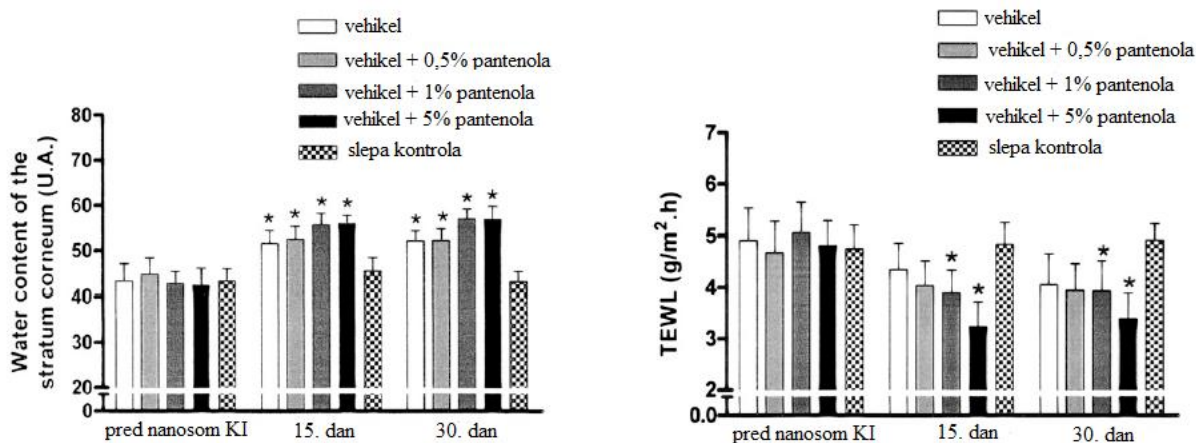 vehikel
vehikel + 0,5% pantenola
vehikel + 1% pantenola
vehikel + 5% pantenola
slepa kontrola
Water content of the
stratum corneum (U.A.)
80
70
60
50
40
30
20
0
* * * *
* * * *
pred nanosom KI 15. dan 30. dan
vehikel
vehikel + 0,5% pantenola
vehikel + 1% pantenola
vehikel + 5% pantenola
slepa kontrola
TEWL (g/m².h)
7
6
5
4
3
2
0.0
* *
* *
pred nanosom KI 15. dan 30. dan